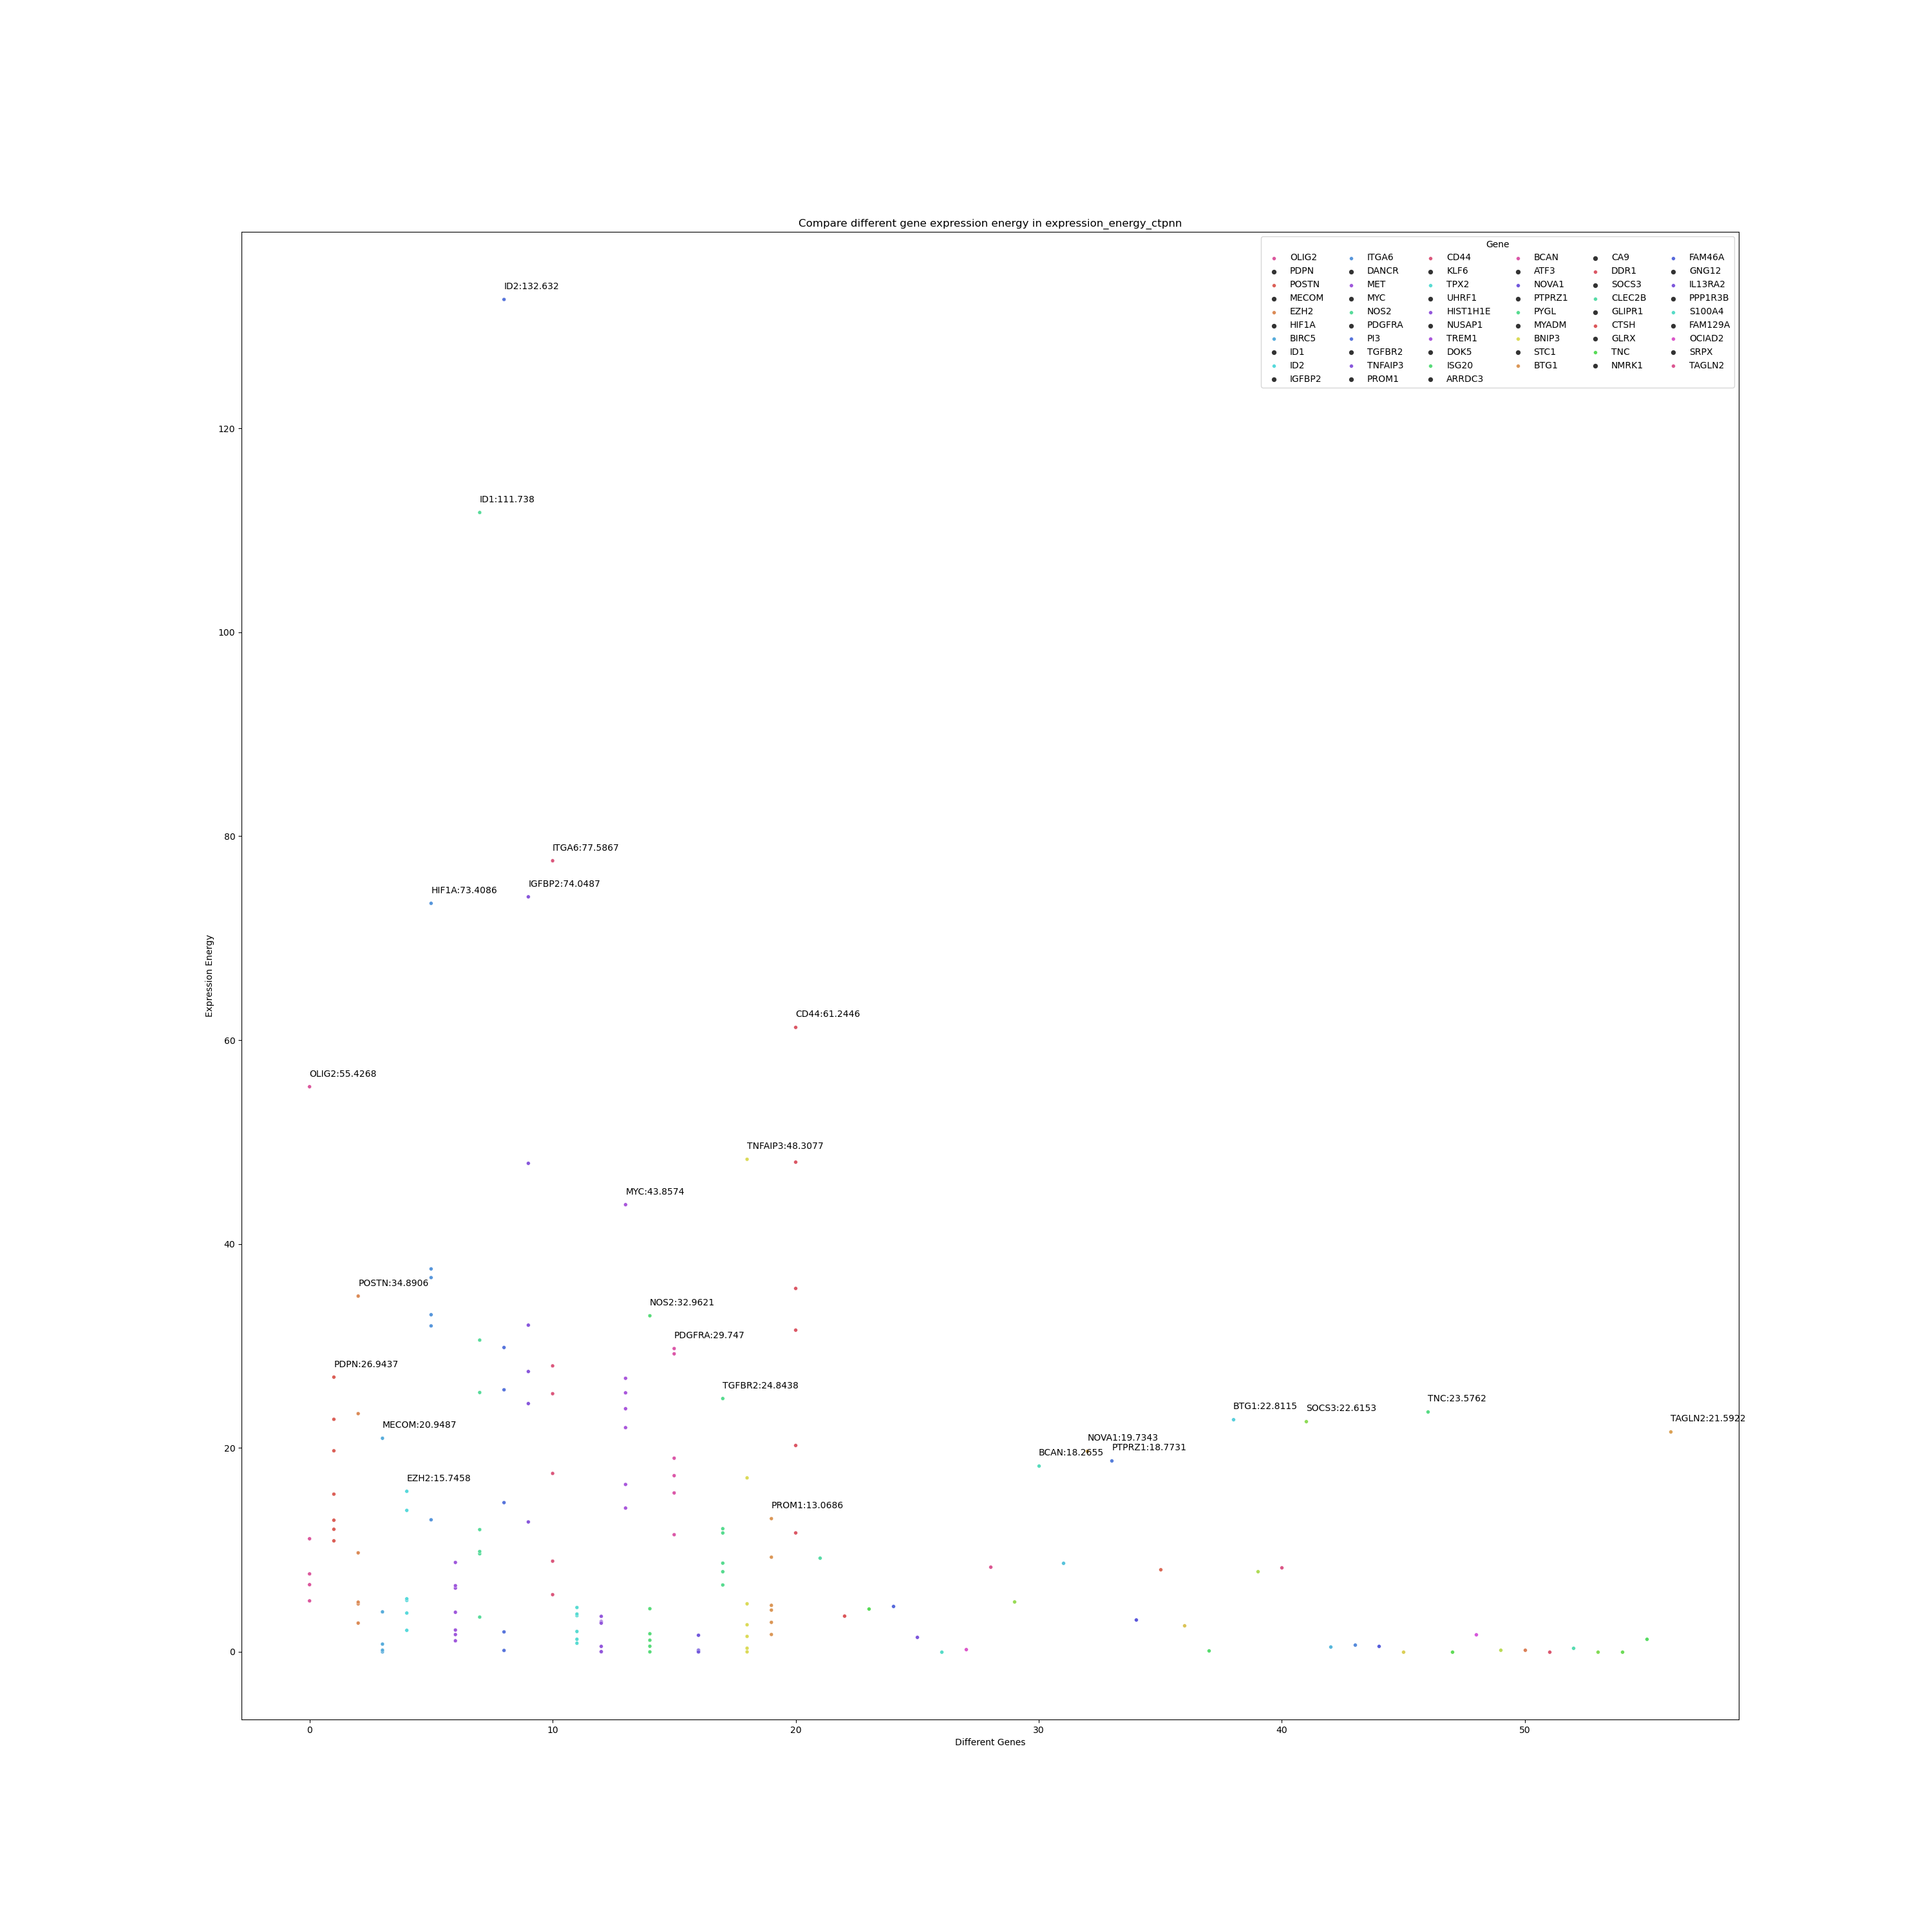 Compare different gene expression energy in expression_energy_ctpnn
Gene
OLIG2 ITGA6 CD44 BCAN CA9 FAM46A
PDPN DANCR KLF6 ATF3 DDR1 GNG12
POSTN MET TPX2 NOVA1 SOCS3 IL13RA2
MECOM MYC UHRF1 PTPRZ1 CLEC2B PPP1R3B
EZH2 NOS2 HIST1H1E PYGL GLIPR1 S100A4
HIF1A PDGFRA NUSAP1 MYADM CTSH FAM129A
BIRC5 PI3 TREM1 BNIP3 GLRX OCIAD2
ID1 TGFBR2 DOK5 STC1 TNC SRPX
ID2 TNFAIP3 ISG20 BTG1 NMRK1 TAGLN2
IGFBP2 PROM1 ARRDC3
ID2:132.632
120
ID1:111.738
100
80
ITGA6:77.5867
IGFBP2:74.0487
HIF1A:73.4086
Expression Energy
CD44:61.2446
60
OLIG2:55.4268
TNFAIP3:48.3077
MYC:43.8574
40
POSTN:34.8906
NOS2:32.9621
PDGFRA:29.747
PDPN:26.9437
TGFBR2:24.8438
TNC:23.5762
BTG1:22.8115
SOCS3:22.6153
TAGLN2:21.5922
MECOM:20.9487
20
NOVA1:19.7343
PTPRZ1:18.7731
BCAN:18.2655
EZH2:15.7458
PROM1:13.0686
0
0 10 20 30 40 50
Different Genes